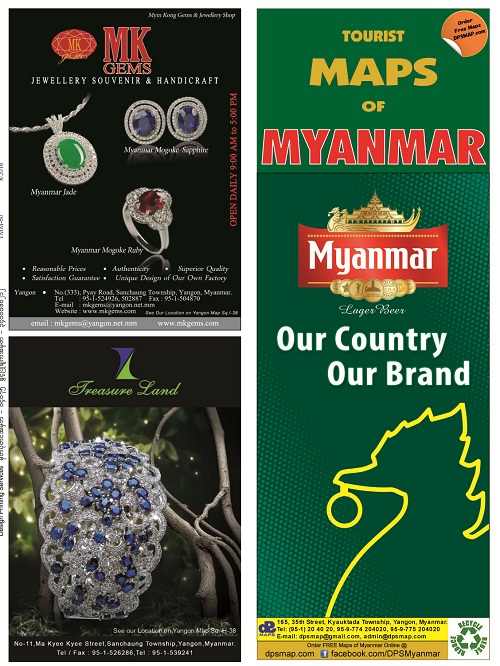 Myin Kong Gems & Jewellery Shop
MK
gems
MK
GEMS
JEWELLERY SOUVENIR & HANDICRAFT
Myanmar Mogoke Sapphire
Myanmar Jade
Myanmar Mogoke Ruby
OPEN DAILY 9:00 AM to 5:00 PM
• Reasonable Prices • Authenticity • Superior Quality
• Satisfaction Guarantee • Unique Design of Our Own Factory
Yangon • No.(333), Pyay Road, Sanchaung Township, Yangon, Myanmar.
Tel : 95-1-524926, 502887 Fax : 95-1-504870
E-mail : mkgems@yangon.net.mm
Website : www.mkgems.com See Our Location on Yangon Map Sq.I-38
email : mkgems@yangon.net.mm www.mkgems.com
Treasure Land
See our Location on Yangon Map Sq.H-38
No-11,Ma Kyee Kyee Street,Sanchaung Township,Yangon,Myanmar.
Tel / Fax : 95-1-526286,Tel : 95-1-539241
Design Printing Services
Order
Free Maps
DPSMAP.com
TOURIST
MAPS
OF
MYANMAR
Myanmar
Lager Beer
Our Country
Our Brand
MAPS
165, 35th Street, Kyauktada Township, Yangon, Myanmar.
Tel: (95-1) 20 40 20, 95-9-774 204020, 95-9-775 204020
E-mail: dpsmap@gmail.com, admin@dpsmap.com
Order FREE Maps of Myanmar Online @
dpsmap.com facebook.com/DPSMyanmar
RECYCLE